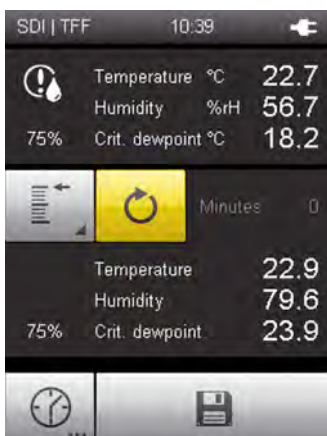 SDI | TFF 10:39
Temperature °C 22.7
Humidity %rH 56.7
75% Crit. dewpoint °C 18.2
Minutes 0
Temperature 22.9
Humidity 79.6
75% Crit. dewpoint 23.9